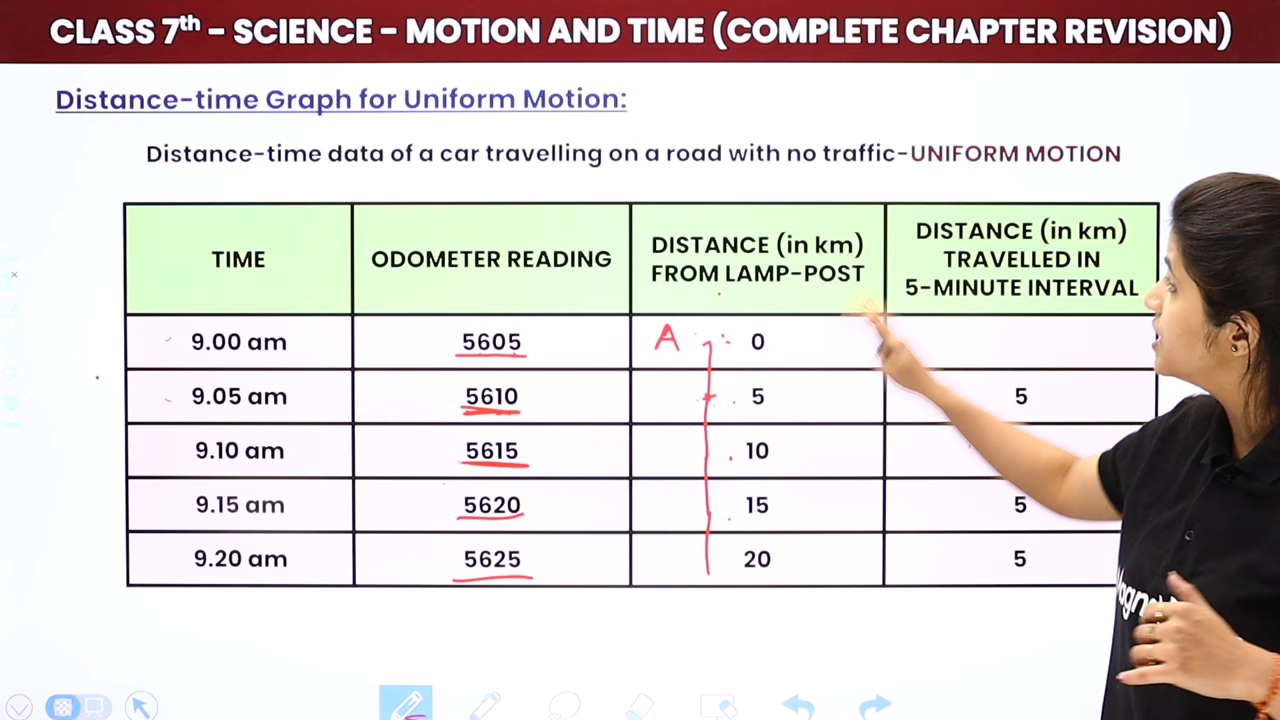 CLASS 7th – SCIENCE – MOTION AND TIME (COMPLETE CHAPTER REVISION)
Distance-time Graph for Uniform Motion:
Distance-time data of a car travelling on a road with no traffic-UNIFORM MOTION
TIME
ODOMETER READING
DISTANCE (in km)
FROM LAMP-POST
DISTANCE (in km)
TRAVELLED IN
5-MINUTE INTERVAL
9.00 am 5605 A 0
9.05 am 5610 5 5
9.10 am 5615 10
9.15 am 5620 15 5
9.20 am 5625 20 5